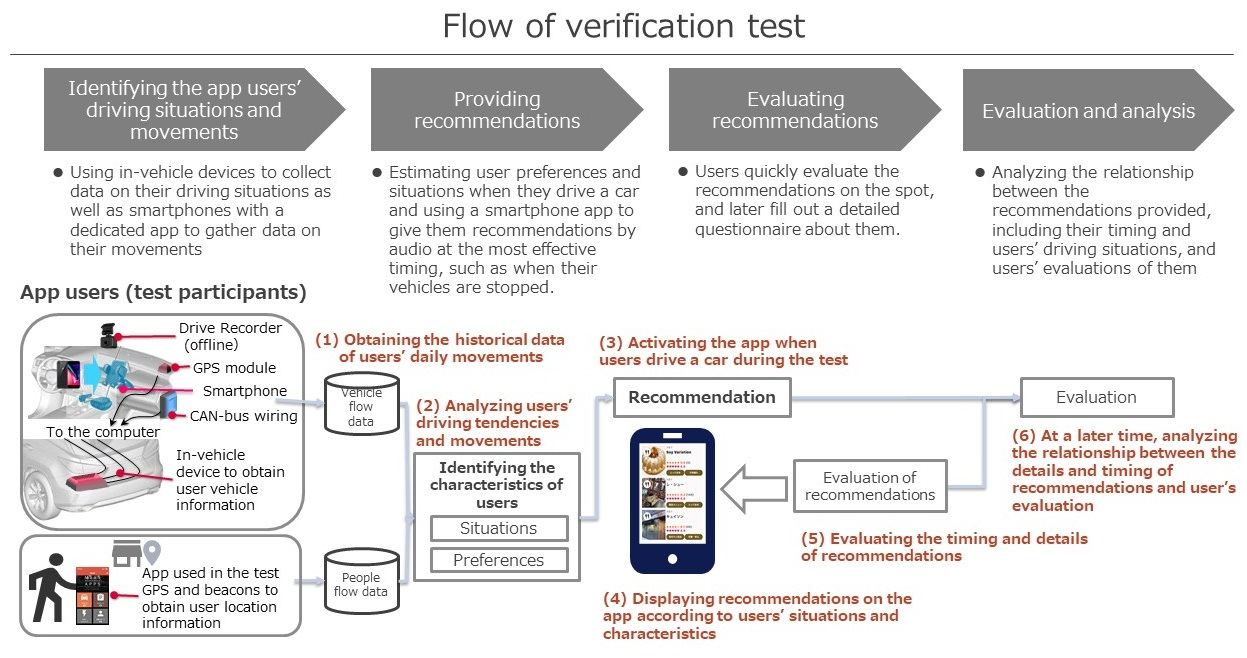 Flow of verification test
Identifying the app users'
driving situations and
movements
Providing
recommendations
Evaluating
recommendations
Evaluation and analysis
● Using in-vehicle devices to collect
data on their driving situations as
well as smartphones with a
dedicated app to gather data on
their movements
● Estimating user preferences and
situations when they drive a car
and using a smartphone app to
give them recommendations by
audio at the most effective
timing, such as when their
vehicles are stopped.
● Users quickly evaluate the
recommendations on the spot,
and later fill out a detailed
questionnaire about them.
● Analyzing the relationship
between the
recommendations provided,
including their timing and
users' driving situations, and
users' evaluations of them
App users (test participants)
Drive Recorder
(offline)
GPS module
Smartphone
CAN-bus wiring
To the computer
In-vehicle
device to obtain
user vehicle
information
App used in the test
GPS and beacons to
obtain user location
information
(1) Obtaining the historical data
of users' daily movements
Vehicle
flow
data
People
flow data
(2) Analyzing users'
driving tendencies
and movements
Identifying the
characteristics of
users
Situations
Preferences
(3) Activating the app when
users drive a car during the test
Recommendation
Soy Variation
(4) Displaying recommendations on the
app according to users' situations and
characteristics
Evaluation of
recommendations
(5) Evaluating the timing and details
of recommendations
Evaluation
(6) At a later time, analyzing
the relationship between the
details and timing of
recommendations and user's
evaluation